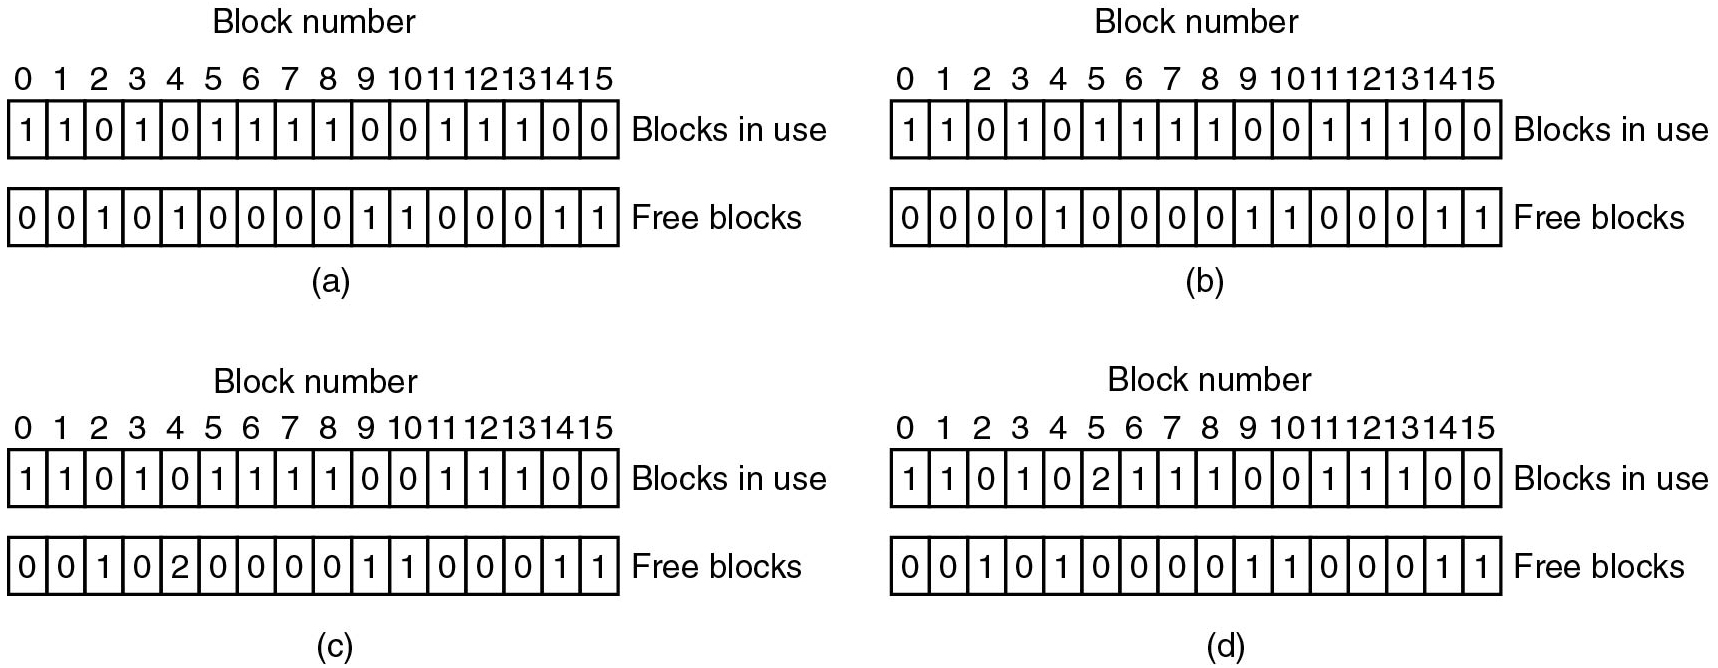 Block number
0 1 2 3 4 5 6 7 8 9 10 11 12 13 14 15
1 1 0 1 0 1 1 1 1 0 0 1 1 1 0 0 Blocks in use
0 0 1 0 1 0 0 0 0 1 1 0 0 0 1 1 Free blocks
(a)
Block number
0 1 2 3 4 5 6 7 8 9 10 11 12 13 14 15
1 1 0 1 0 1 1 1 1 0 0 1 1 1 0 0 Blocks in use
0 0 0 0 1 0 0 0 0 1 1 0 0 0 1 1 Free blocks
(b)
Block number
0 1 2 3 4 5 6 7 8 9 10 11 12 13 14 15
1 1 0 1 0 1 1 1 1 0 0 1 1 1 0 0 Blocks in use
0 0 1 0 2 0 0 0 0 1 1 0 0 0 1 1 Free blocks
(c)
Block number
0 1 2 3 4 5 6 7 8 9 10 11 12 13 14 15
1 1 0 1 0 2 1 1 1 0 0 1 1 1 0 0 Blocks in use
0 0 1 0 1 0 0 0 0 1 1 0 0 0 1 1 Free blocks
(d)